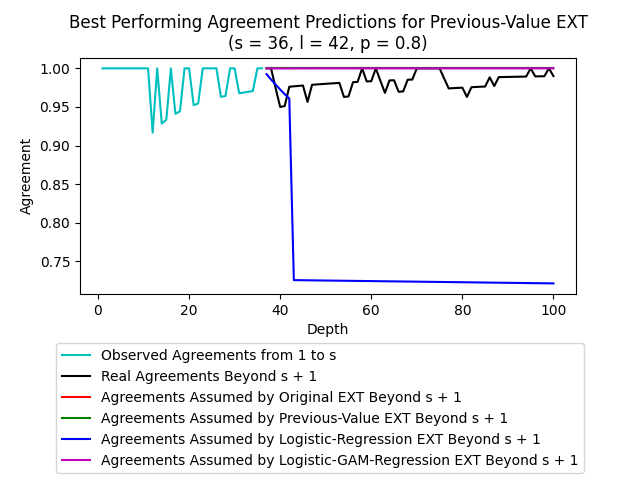 Best Performing Agreement Predictions for Previous-Value EXT
(s = 36, l = 42, p = 0.8)
1.00
0.95
0.90
0.85
0.80
0.75
Agreement
0 20 40 60 80 100
Depth
Observed Agreements from 1 to s
Real Agreements Beyond s + 1
Agreements Assumed by Original EXT Beyond s + 1
Agreements Assumed by Previous-Value EXT Beyond s + 1
Agreements Assumed by Logistic-Regression EXT Beyond s + 1
Agreements Assumed by Logistic-GAM-Regression EXT Beyond s + 1